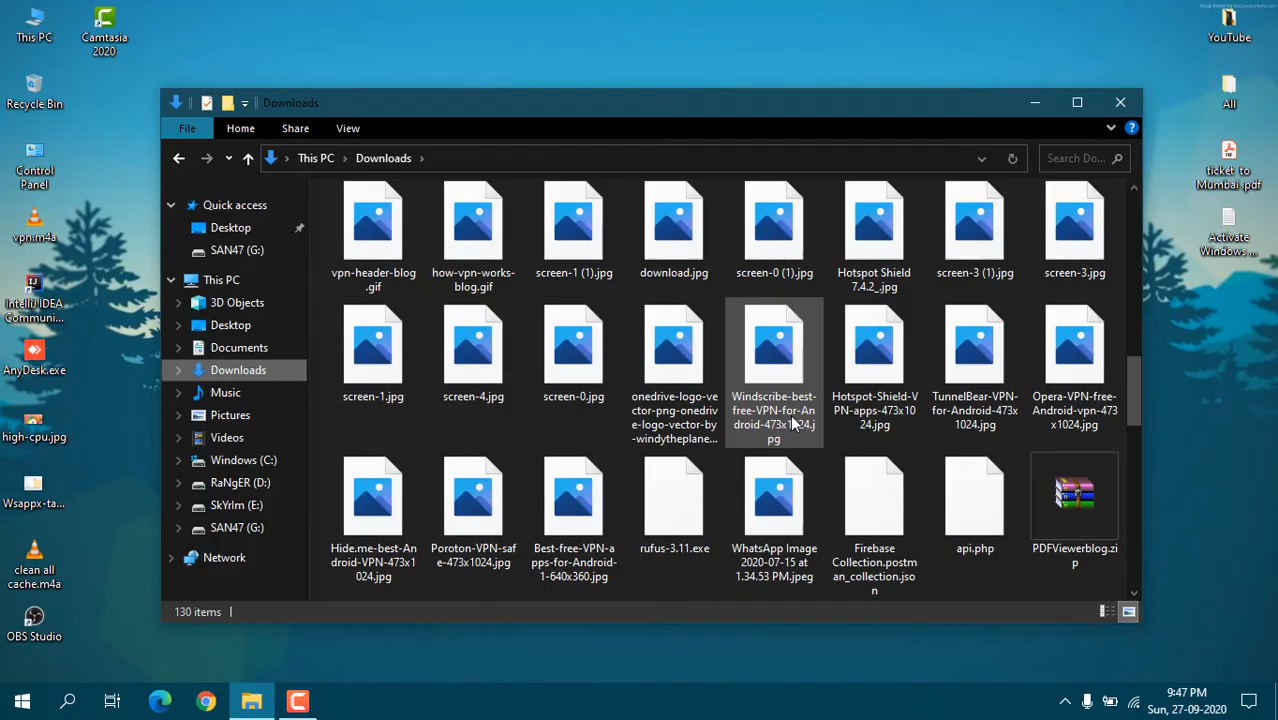 This PC
Camtasia
2020
Recycle Bin
Control
Panel
vpn.m4a
IntelliJ IDEA
Communi...
AnyDesk.exe
high-cpu.jpg
Wsappx-ta...
clean all
cache.m4a
OBS Studio
YouTube
All
ticket to
Mumbai.pdf
Activate
Windows ...
Downloads
File
Home
Share
View
This PC
Downloads
Search Do...
Quick access
Desktop
SAN47 (G:)
This PC
3D Objects
Desktop
Documents
Downloads
Music
Pictures
Videos
Windows (C:)
RaNgER (D:)
SkYrIm (E:)
SAN47 (G:)
Network
vpn-header-blog
.gif
how-vpn-works-
blog.gif
screen-1 (1).jpg
download.jpg
screen-0 (1).jpg
Hotspot Shield
7.4.2_.jpg
screen-3 (1).jpg
screen-3.jpg
screen-1.jpg
screen-4.jpg
screen-0.jpg
onedrive-logo-ve
ctor-png-onedriv
e-logo-vector-by
-windytheplane...
Windscribe-best-
free-VPN-for-An
droid-473x1024.j
pg
Hotspot-Shield-V
PN-apps-473x10
24.jpg
TunnelBear-VPN-
for-Android-473x
1024.jpg
Opera-VPN-free-
Android-vpn-473
x1024.jpg
Hide.me-best-An
droid-VPN-473x1
024.jpg
Poroton-VPN-saf
e-473x1024.jpg
Best-free-VPN-a
pps-for-Android-
1-640x360.jpg
rufus-3.11.exe
WhatsApp Image
2020-07-15 at
1.34.53 PM.jpeg
Firebase
Collection.postm
an_collection.jso
n
api.php
PDFViewerblog.zi
p
130 items
9:47 PM
Sun, 27-09-2020